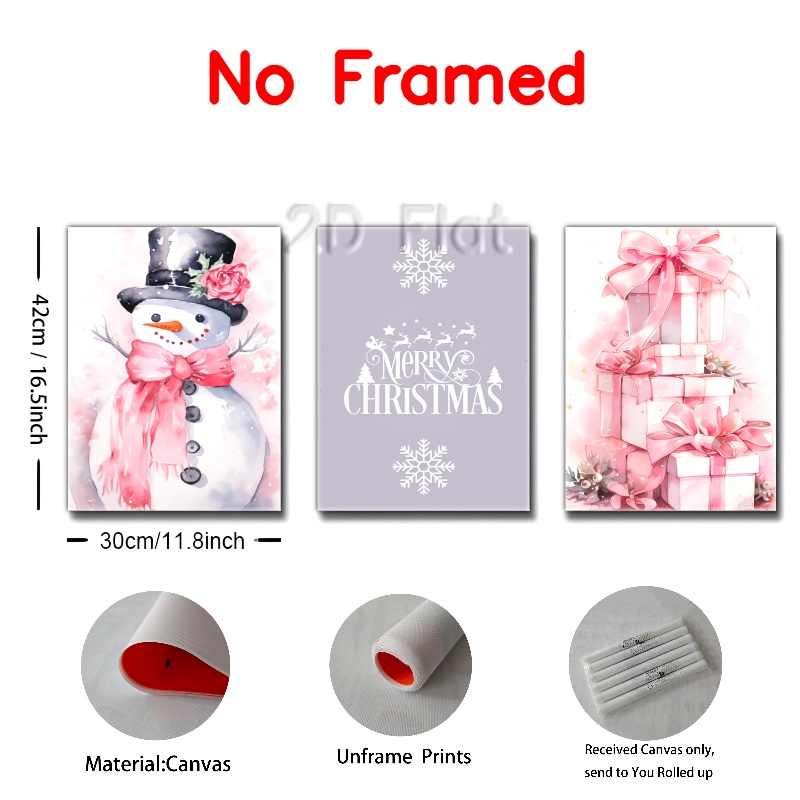 No Framed
2D Flat
42cm / 16.5inch
MERRY
CHRISTMAS
30cm/11.8inch
Material:Canvas
Unframe Prints
Received Canvas only,
send to You Rolled up